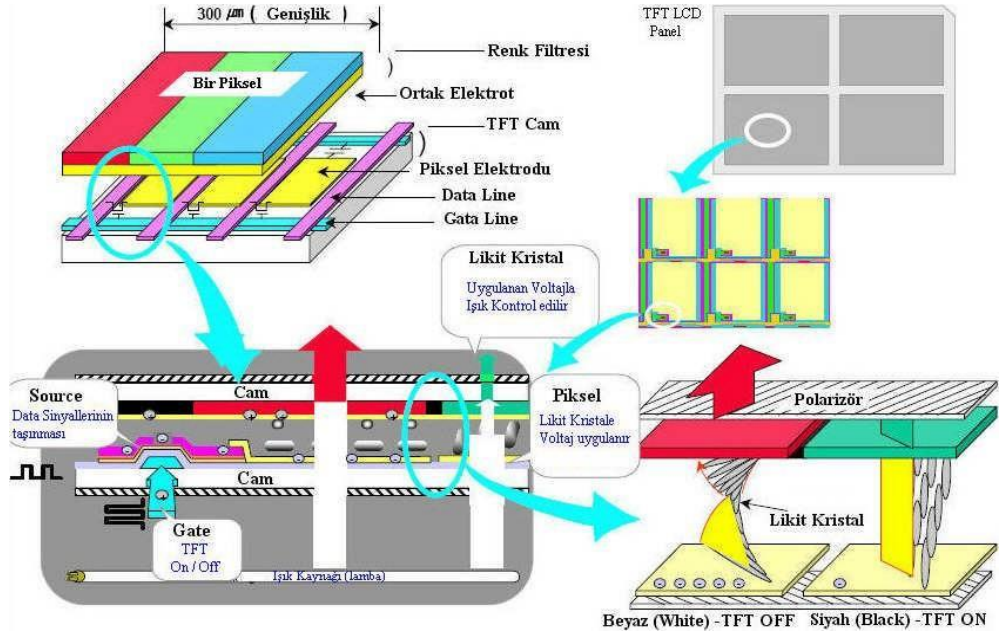 300 µm ( Genişlik )
Renk Filtresi
Bir Piksel
Ortak Elektrot
TFT Cam
Piksel Elektrodu
Data Line
Gata Line
TFT LCD
Panel
Likit Kristal
Uygulanan Voltajla
Işık Kontrol edilir
Source
Data Sinyallerinin
taşınması
Cam
Cam
Piksel
Likit Kristale
Voltaj uygulanır
Gate
TFT
On / Off
Işık Kaynağı (lamba)
Polarizör
Likit Kristal
Beyaz (White) -TFT OFF
Siyah (Black) -TFT ON